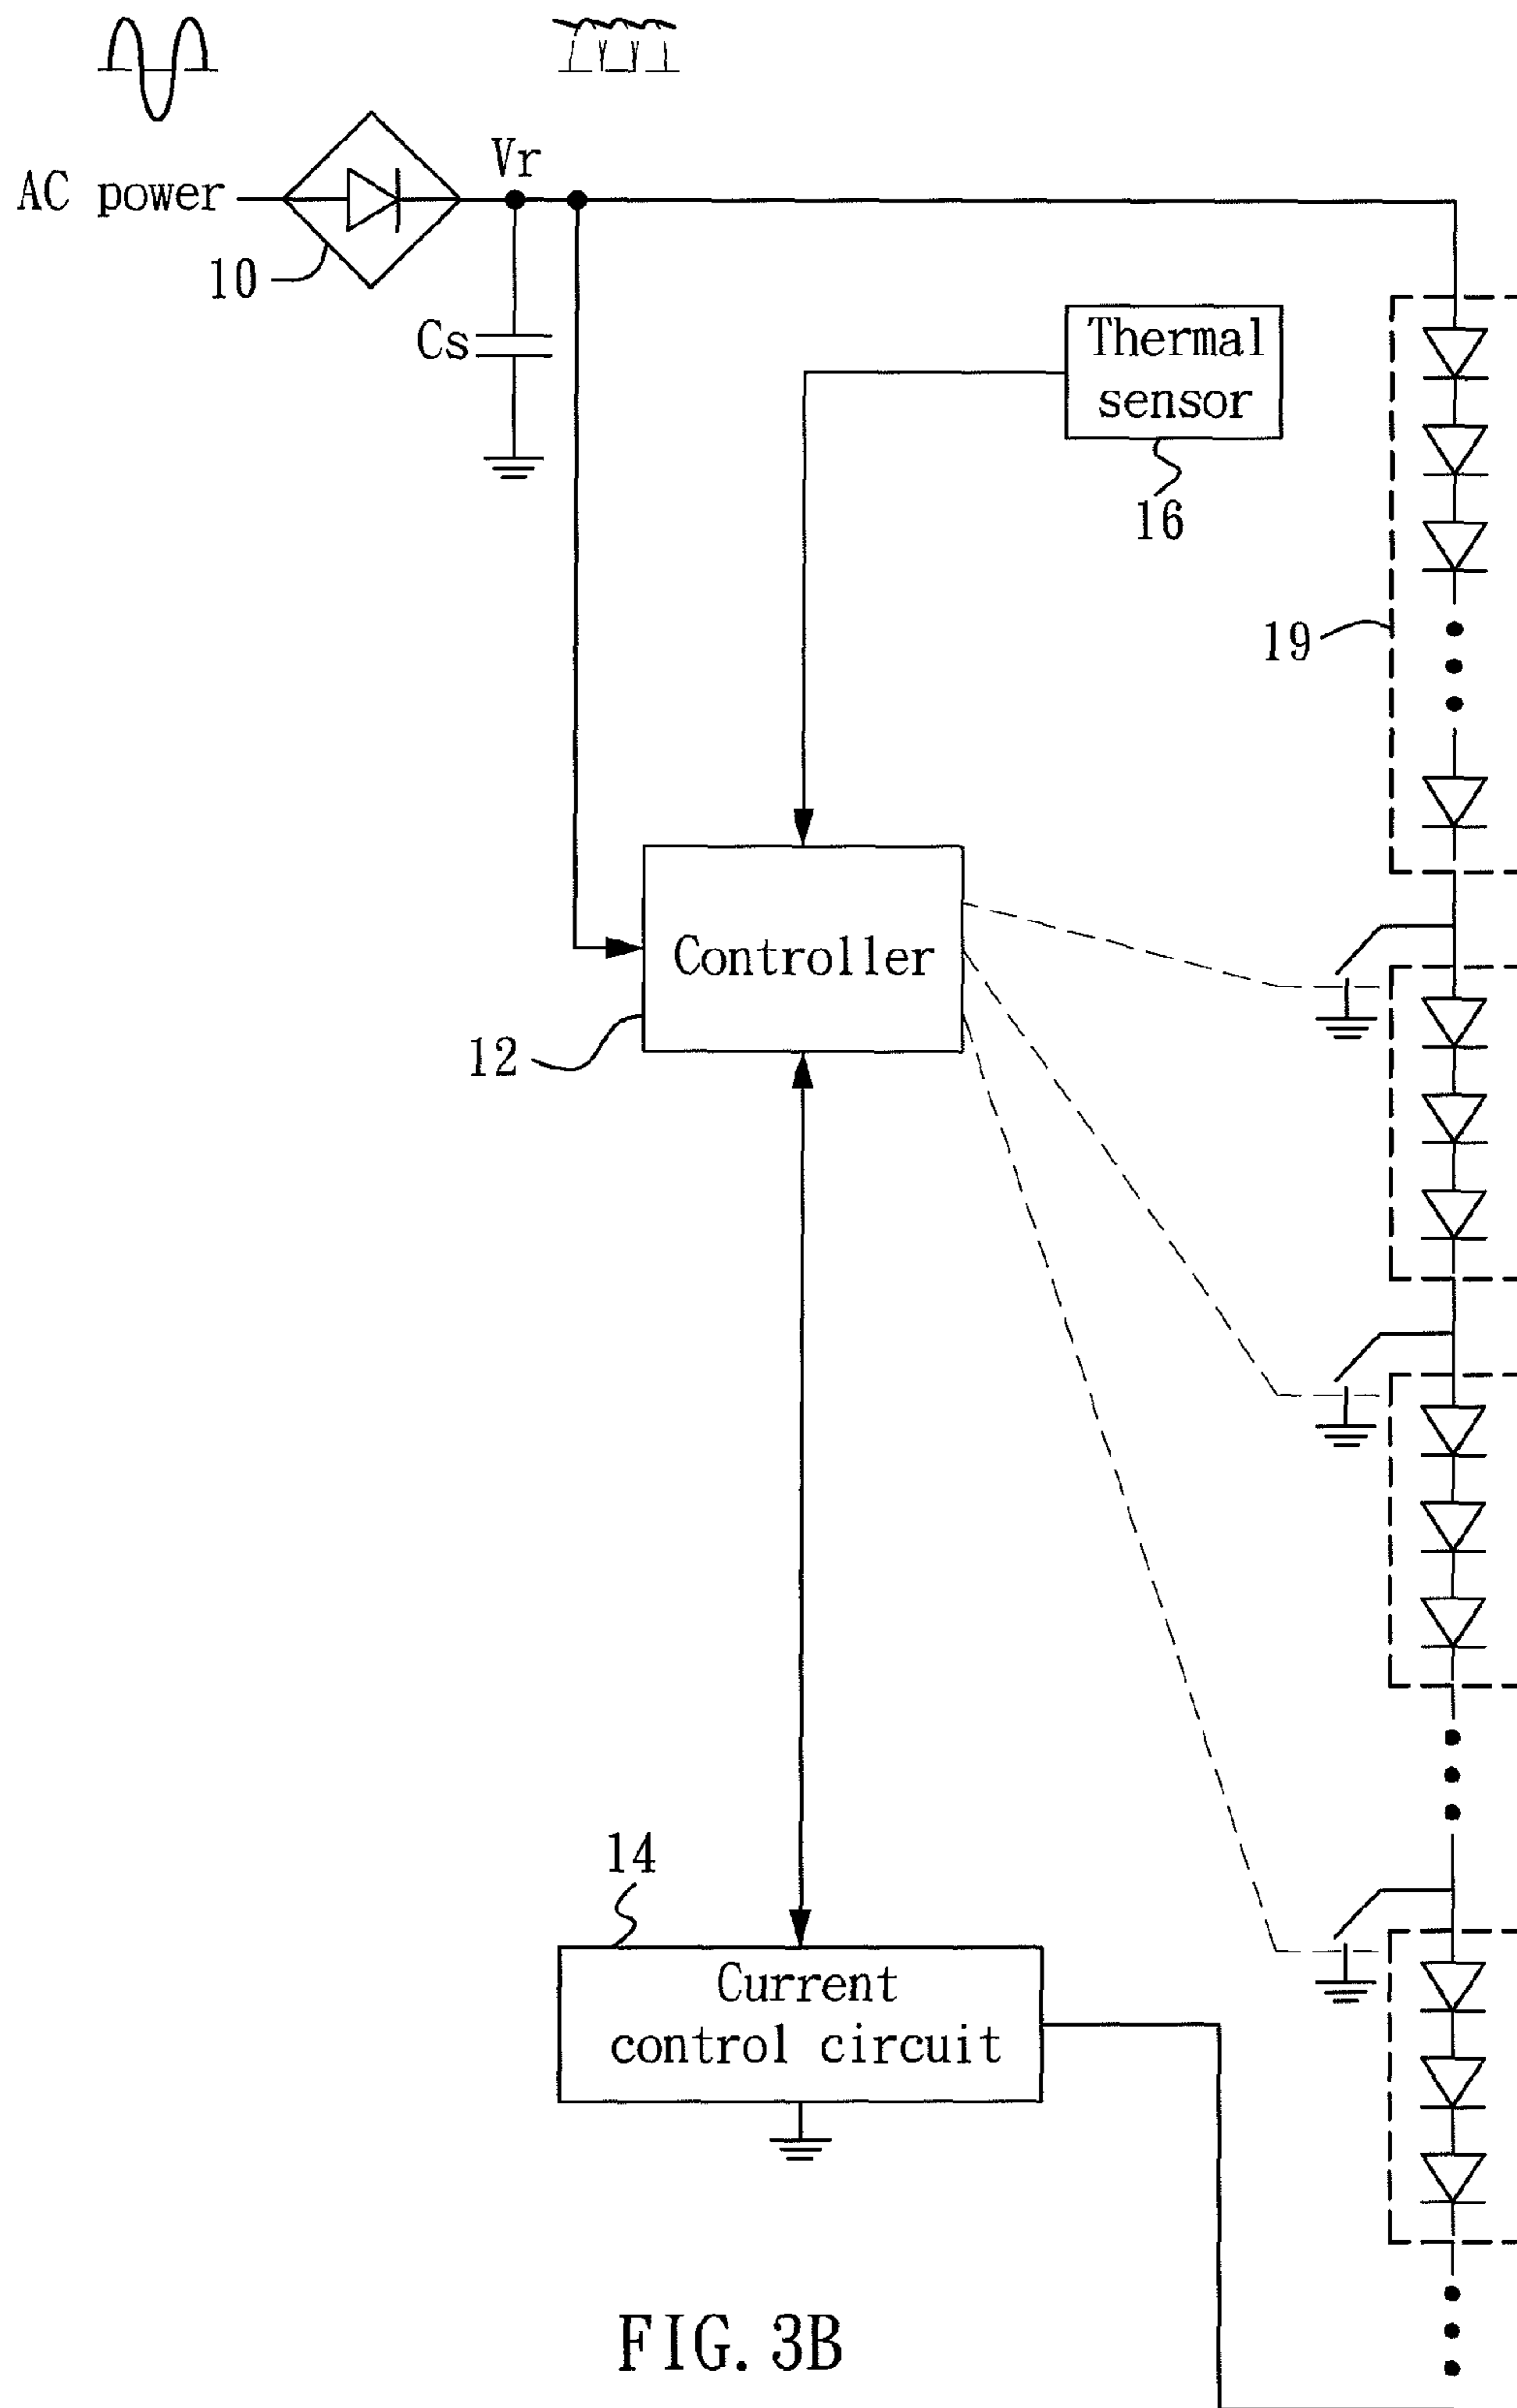 Vr
AC power
10
Cs
Thermal
sensor
16
19
Controller
12
14
Current
control circuit
FIG. 3B